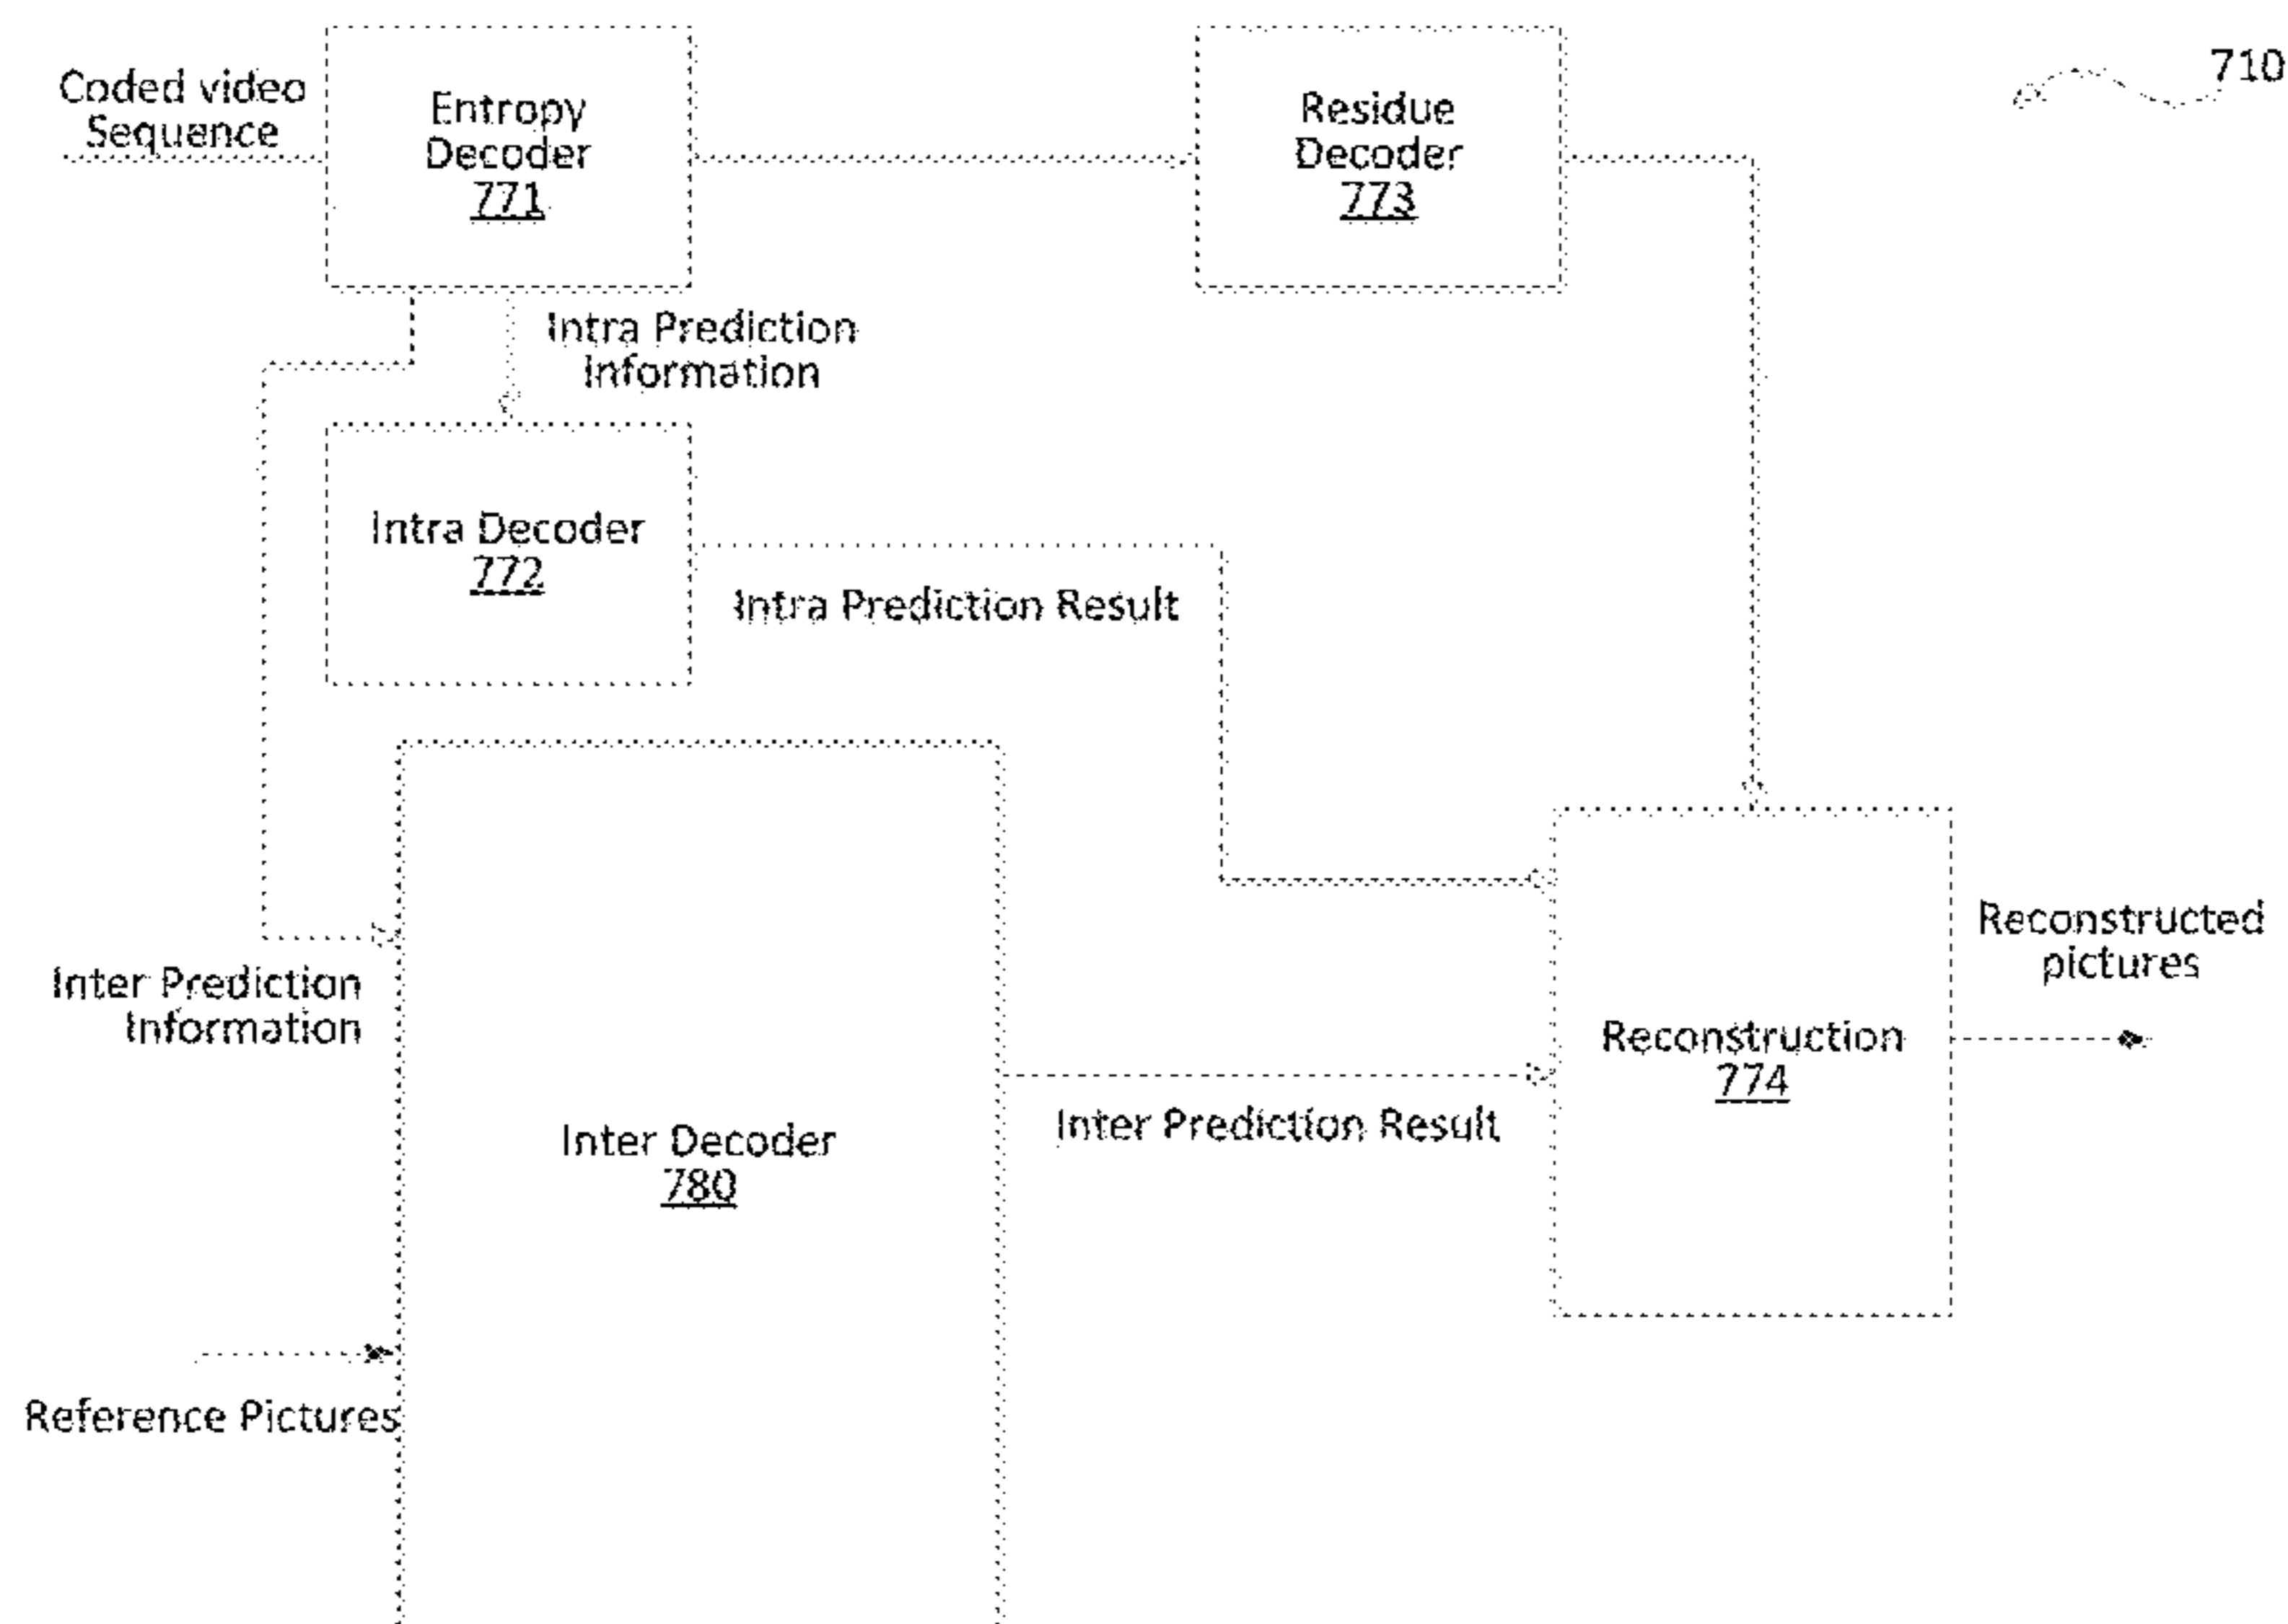 710
Coded video
Sequence
Entropy
Decoder
771
Residue
Decoder
773
Intra Prediction
Information
Intra Decoder
772
Intra Prediction Result
Inter Prediction
Information
Reconstructed
pictures
Reconstruction
774
Inter Decoder
780
Inter Prediction Result
Reference Pictures